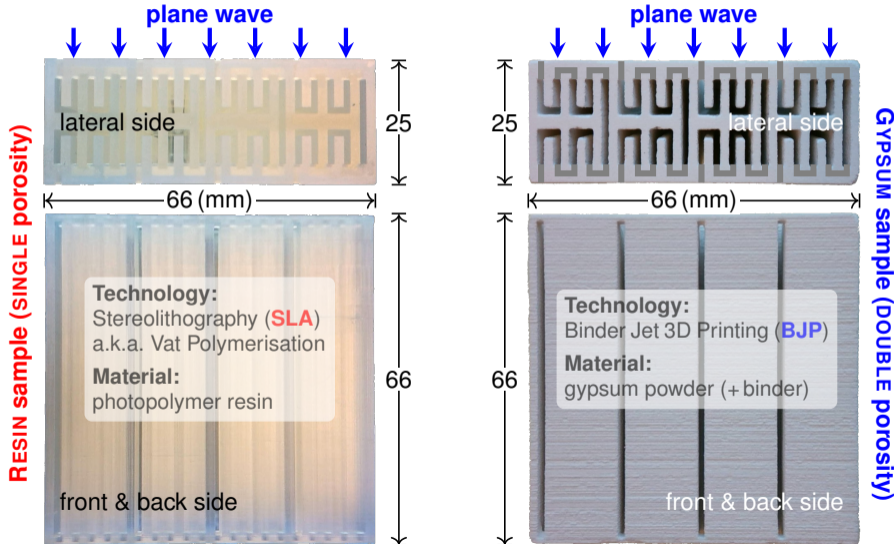 plane wave
lateral side
25
66 (mm)
RESIN sample (SINGLE porosity)
Technology:
Stereolithography (SLA)
a.k.a. Vat Polymerisation
Material:
photopolymer resin
66
front & back side
plane wave
25
lateral side
66 (mm)
GYPSUM sample (DOUBLE porosity)
Technology:
Binder Jet 3D Printing (BJP)
Material:
gypsum powder (+ binder)
66
front & back side